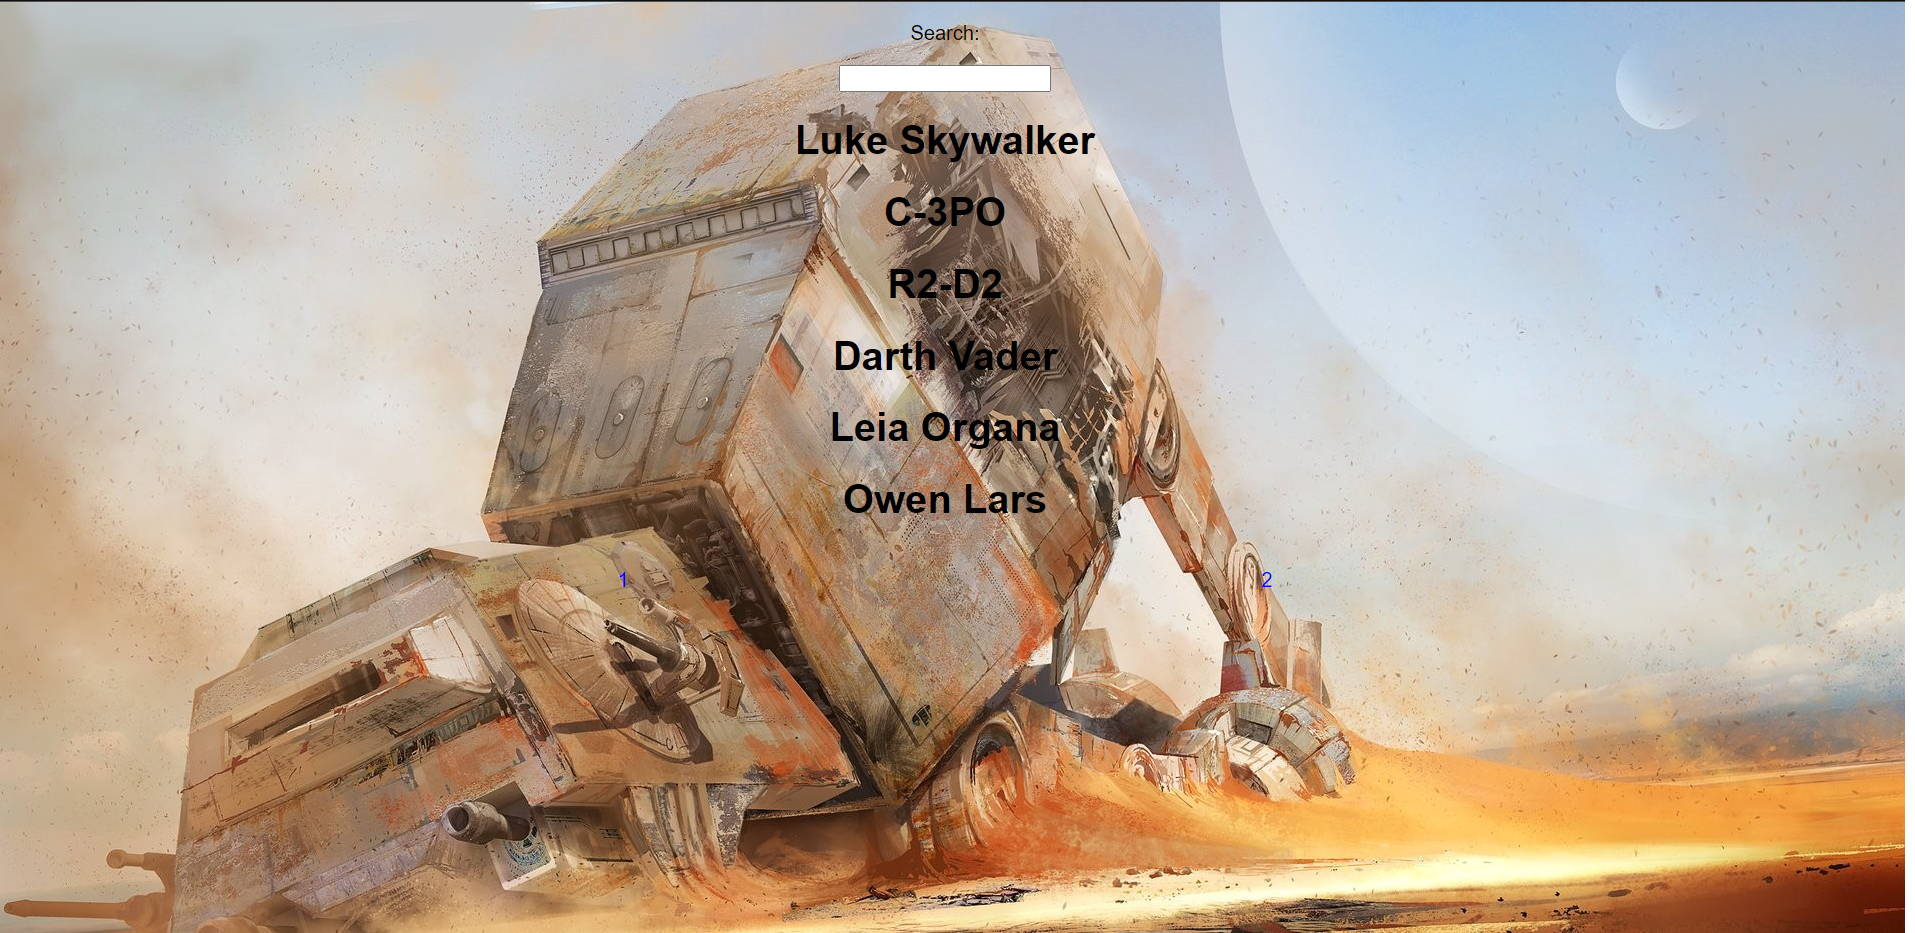 Search:
Luke Skywalker
C-3PO
R2-D2
Darth Vader
Leia Organa
Owen Lars
1 2